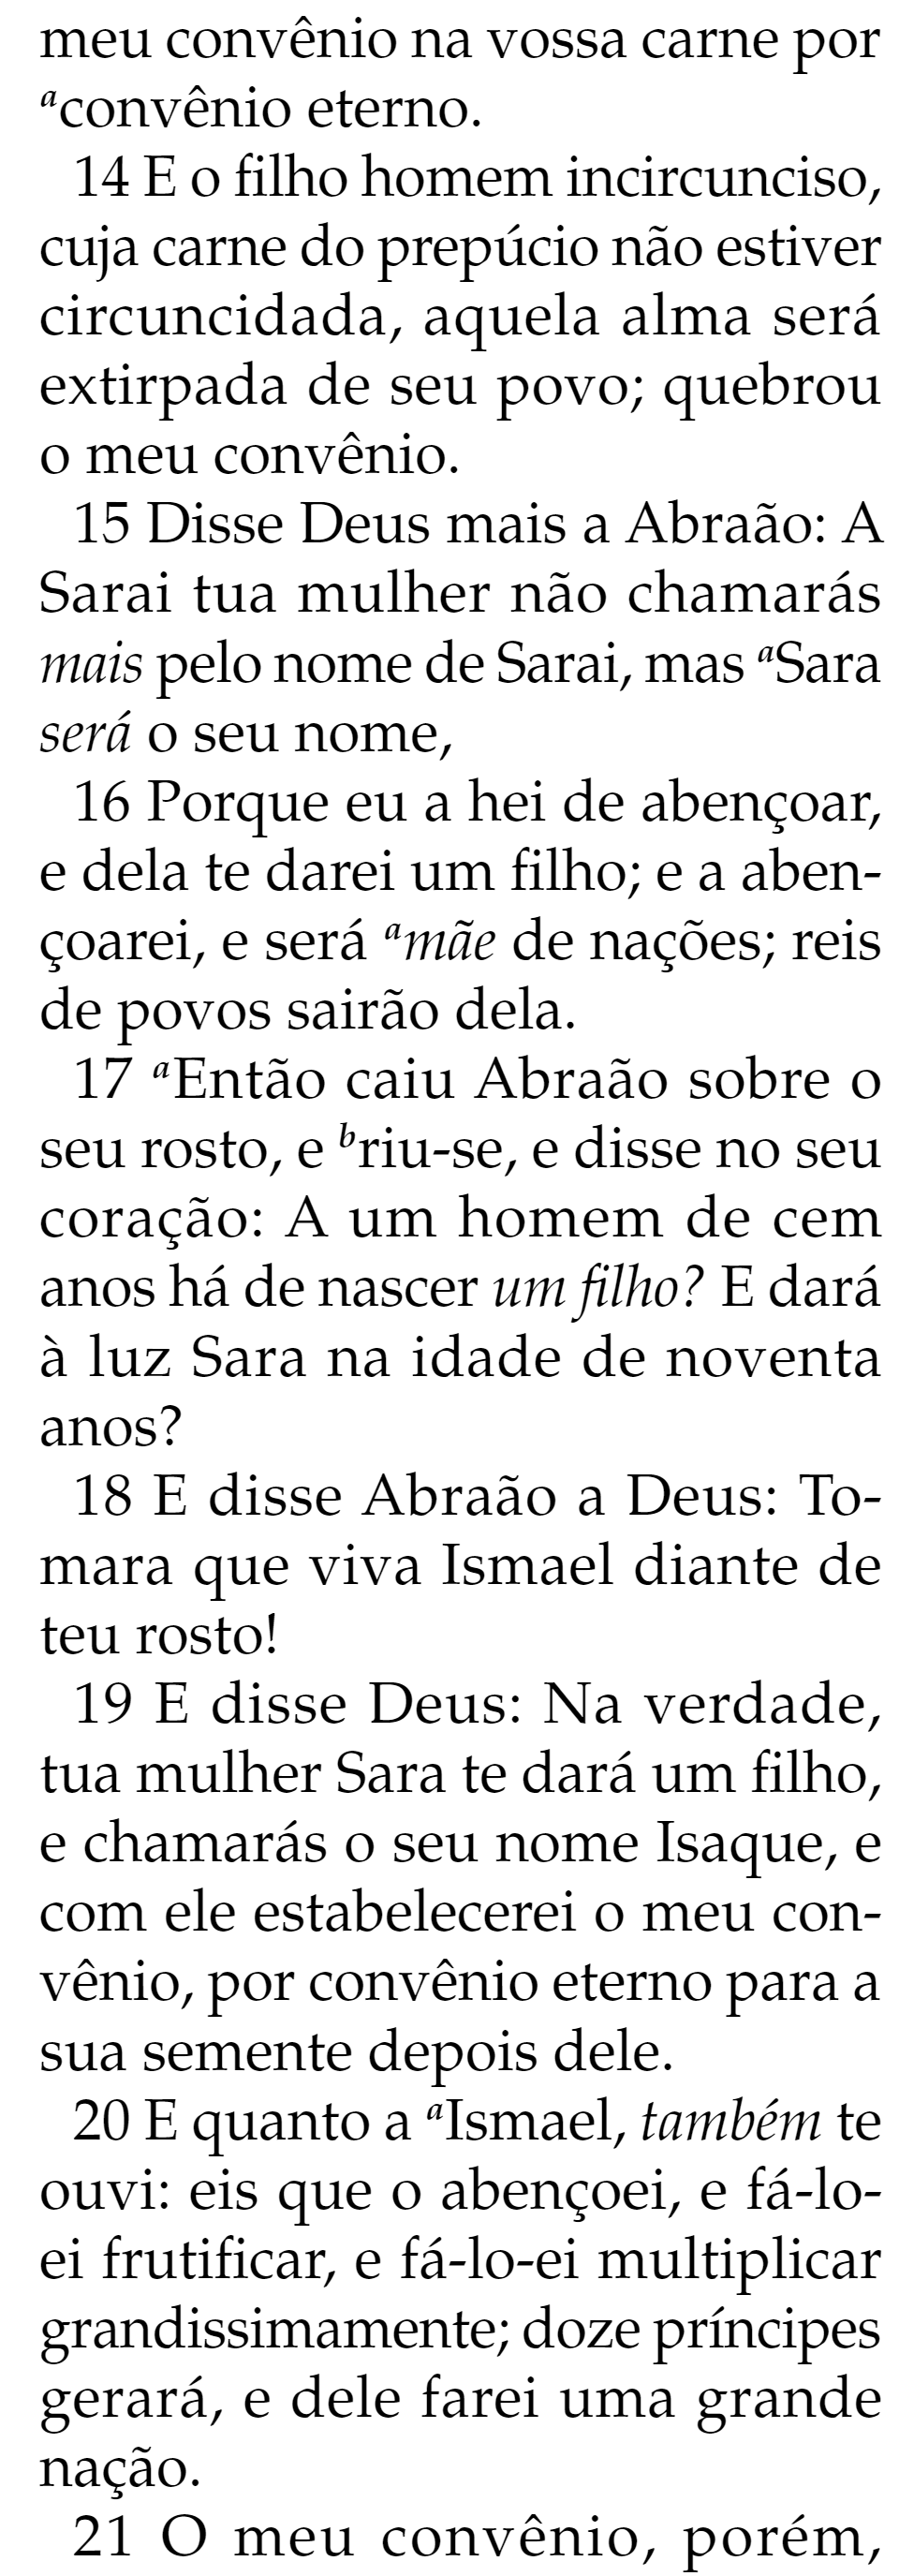 meu convênio na vossa carne por
ᵃconvênio eterno.
14 E o filho homem incircunciso,
cuja carne do prepúcio não estiver
circuncidada, aquela alma será
extirpada de seu povo; quebrou
o meu convênio.
15 Disse Deus mais a Abraão: A
Sarai tua mulher não chamarás
mais pelo nome de Sarai, mas ᵃSara
será o seu nome,
16 Porque eu a hei de abençoar,
e dela te darei um filho; e a aben-
çoarei, e será ᵃmãe de nações; reis
de povos sairão dela.
17 ᵃEntão caiu Abraão sobre o
seu rosto, e ᵇriu-se, e disse no seu
coração: A um homem de cem
anos há de nascer um filho? E dará
à luz Sara na idade de noventa
anos?
18 E disse Abraão a Deus: To-
mara que viva Ismael diante de
teu rosto!
19 E disse Deus: Na verdade,
tua mulher Sara te dará um filho,
e chamarás o seu nome Isaque, e
com ele estabelecerei o meu con-
vênio, por convênio eterno para a
sua semente depois dele.
20 E quanto a ᵃIsmael, também te
ouvi: eis que o abençoei, e fá-lo-
ei frutificar, e fá-lo-ei multiplicar
grandissimamente; doze príncipes
gerará, e dele farei uma grande
nação.
21 O meu convênio, porém,